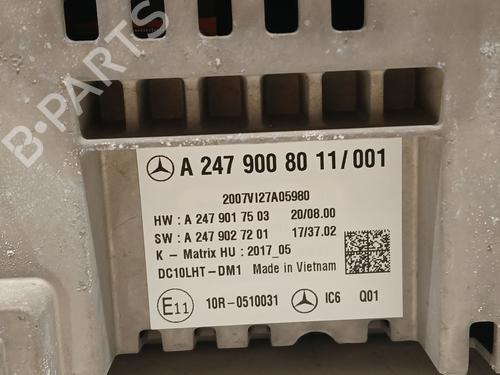 B-PARTS
A 247 900 80 11/001
2007VI27A05980
HW : A 247 901 75 03 20/08.00
SW : A 247 902 72 01 17/37.02
K - Matrix HU : 2017_05
DC10LHT-DM1 Made in Vietnam
E11 10R-0510031 IC6 Q01